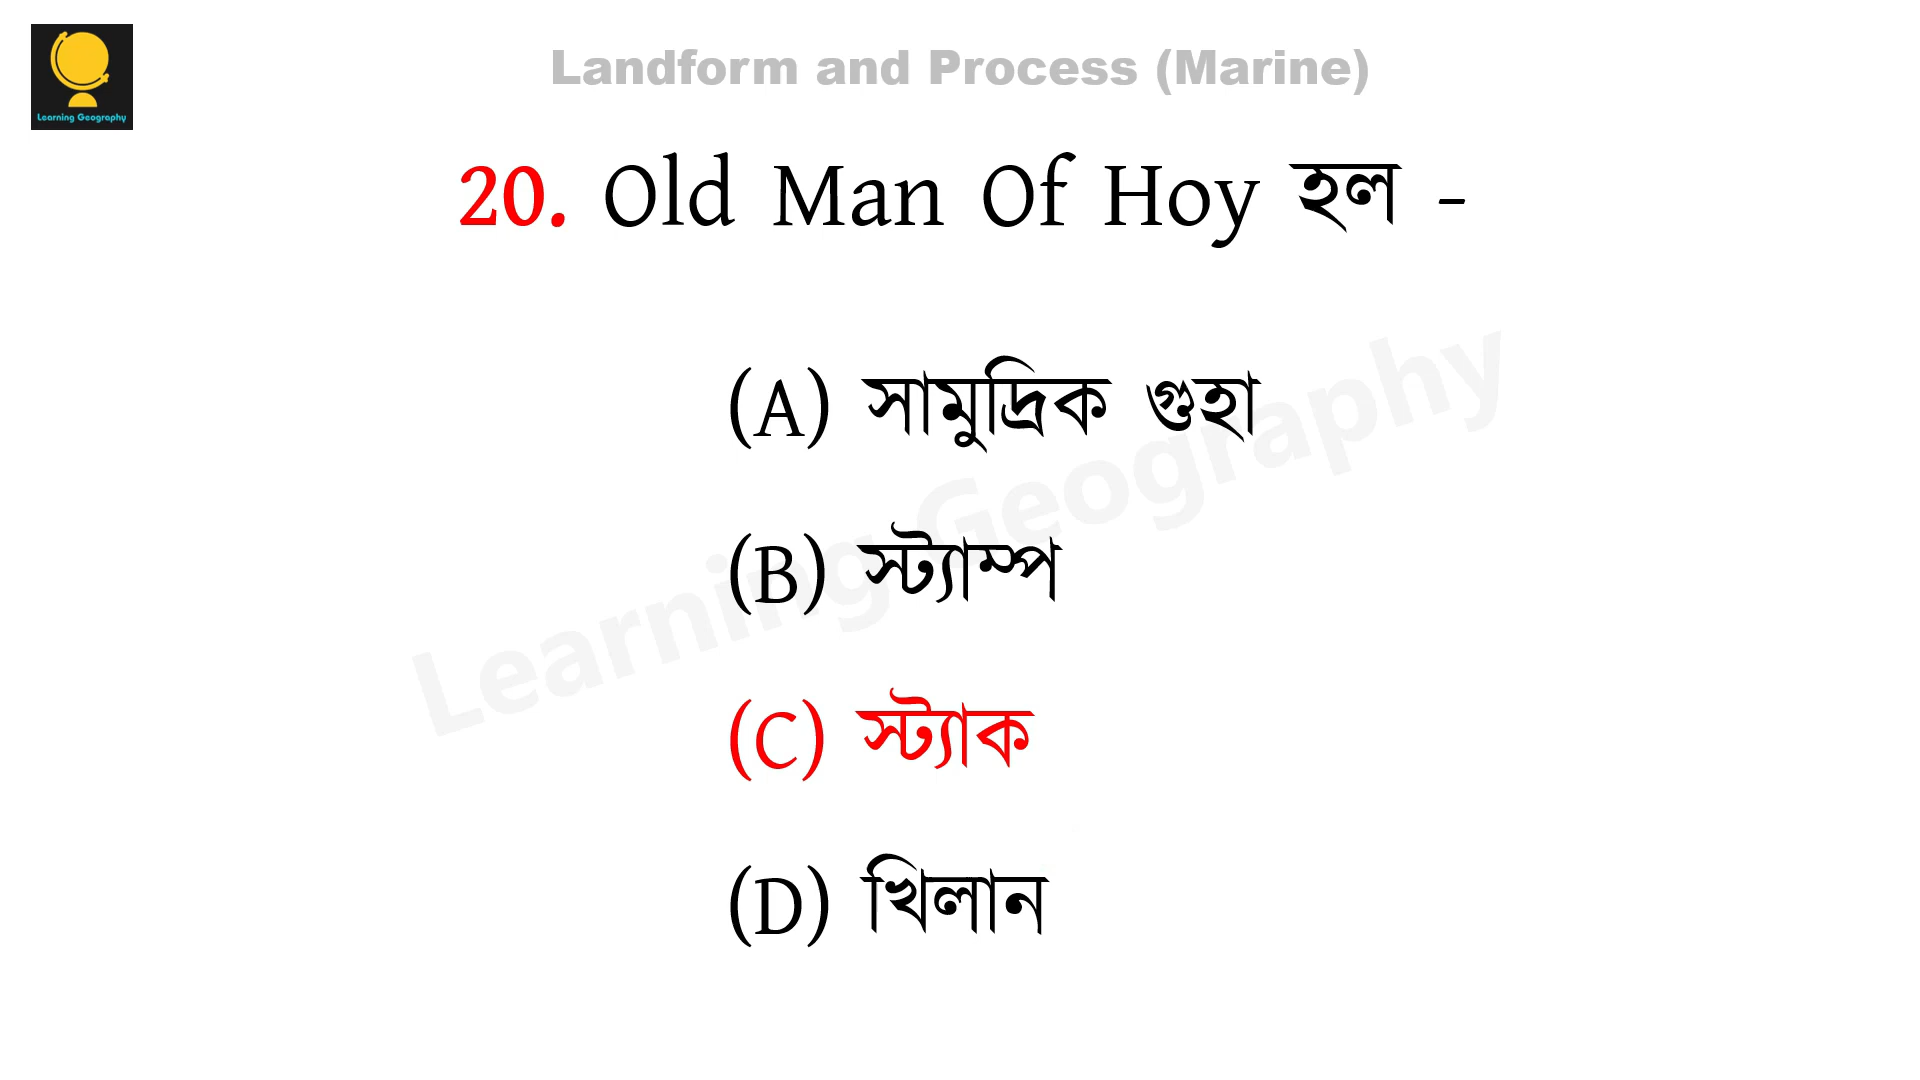 Learning Geography
Landform and Process (Marine)
20. Old Man Of Hoy হল -
(A) সামুদ্রিক গুহা
(B) স্ট্যাম্প
(C) স্ট্যাক
(D) খিলান
Learning Geography